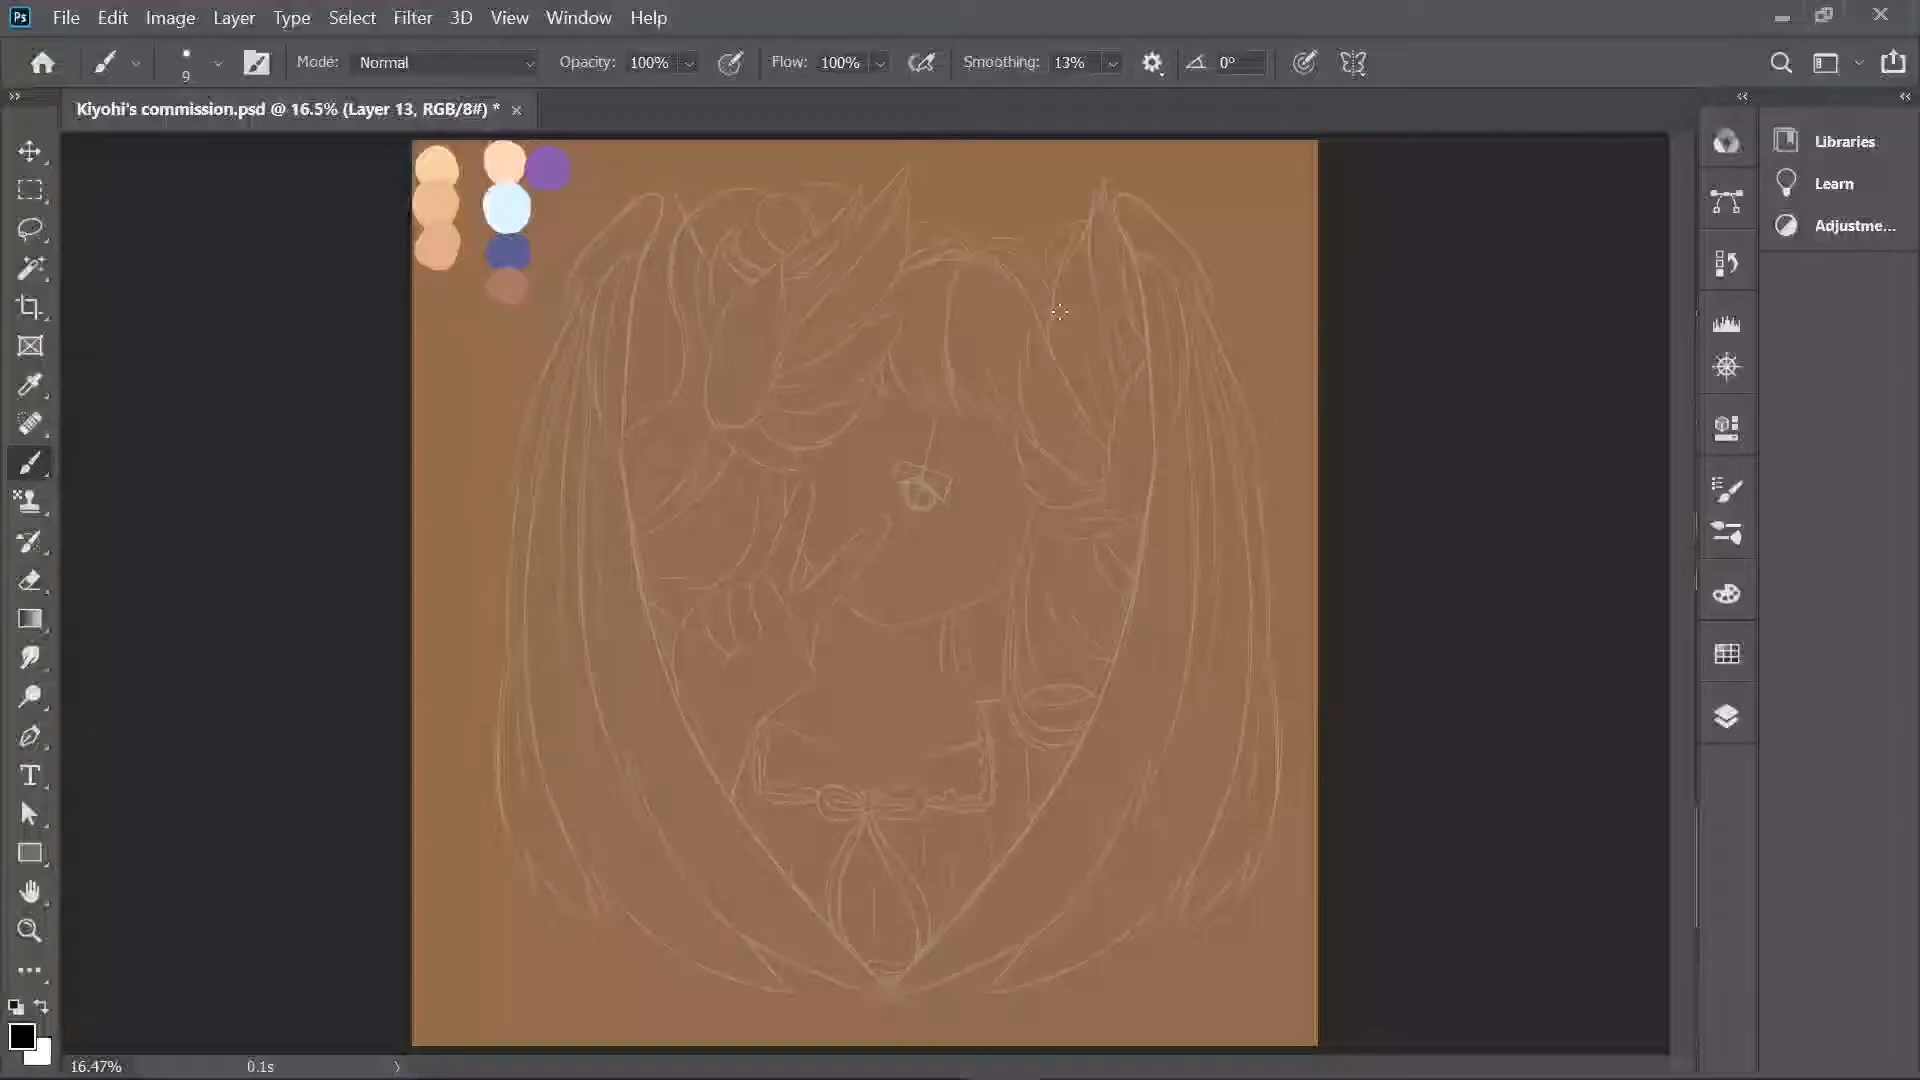 Ps File Edit Image Layer Type Select Filter 3D View Window Help
9 Mode: Normal Opacity: 100% Flow: 100% Smoothing: 13% 0°
Kiyohi's commission.psd @ 16.5% (Layer 13, RGB/8#) *
Libraries
Learn
Adjustme...
T
16.47% 0.1s